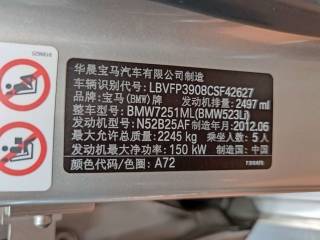 华晨宝马汽车有限公司制造
车辆识别代号: LBVFP3908CSF42627
品牌: 宝马(BMW)牌 发动机排量: 2497 ml
车辆型号: BMW7251ML(BMW523Li)
发动机型号: N52B25AF 制造年月: 2012.06
最大允许总质量: 2245 kg 乘坐人数: 5人
发动机最大净功率: 150 kW 制造国: 中国
颜色代码/色图: A72